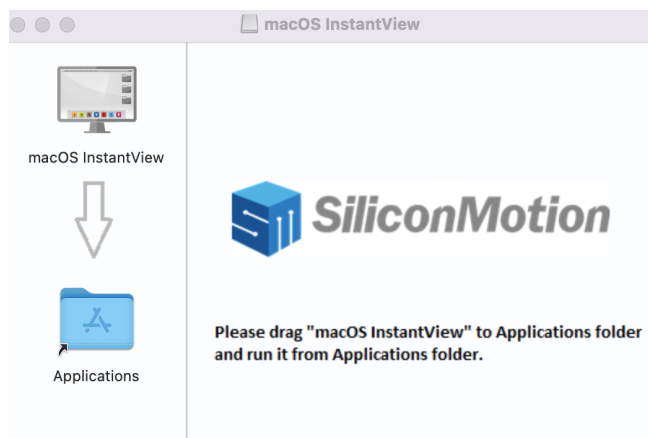 macOS InstantView
macOS InstantView
Applications
SiliconMotion
Please drag "macOS InstantView" to Applications folder
and run it from Applications folder.